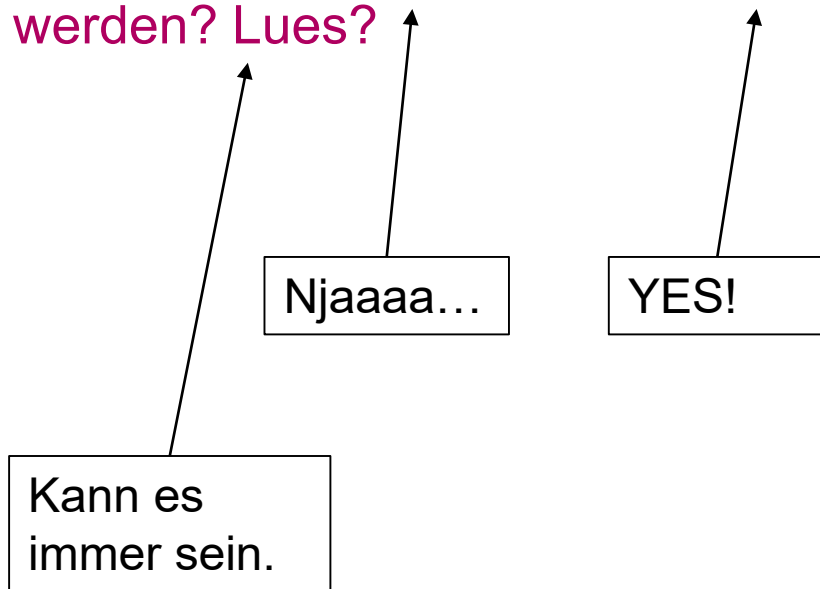 werden? Lues?
Njaaaa…
YES!
Kann es
immer sein.